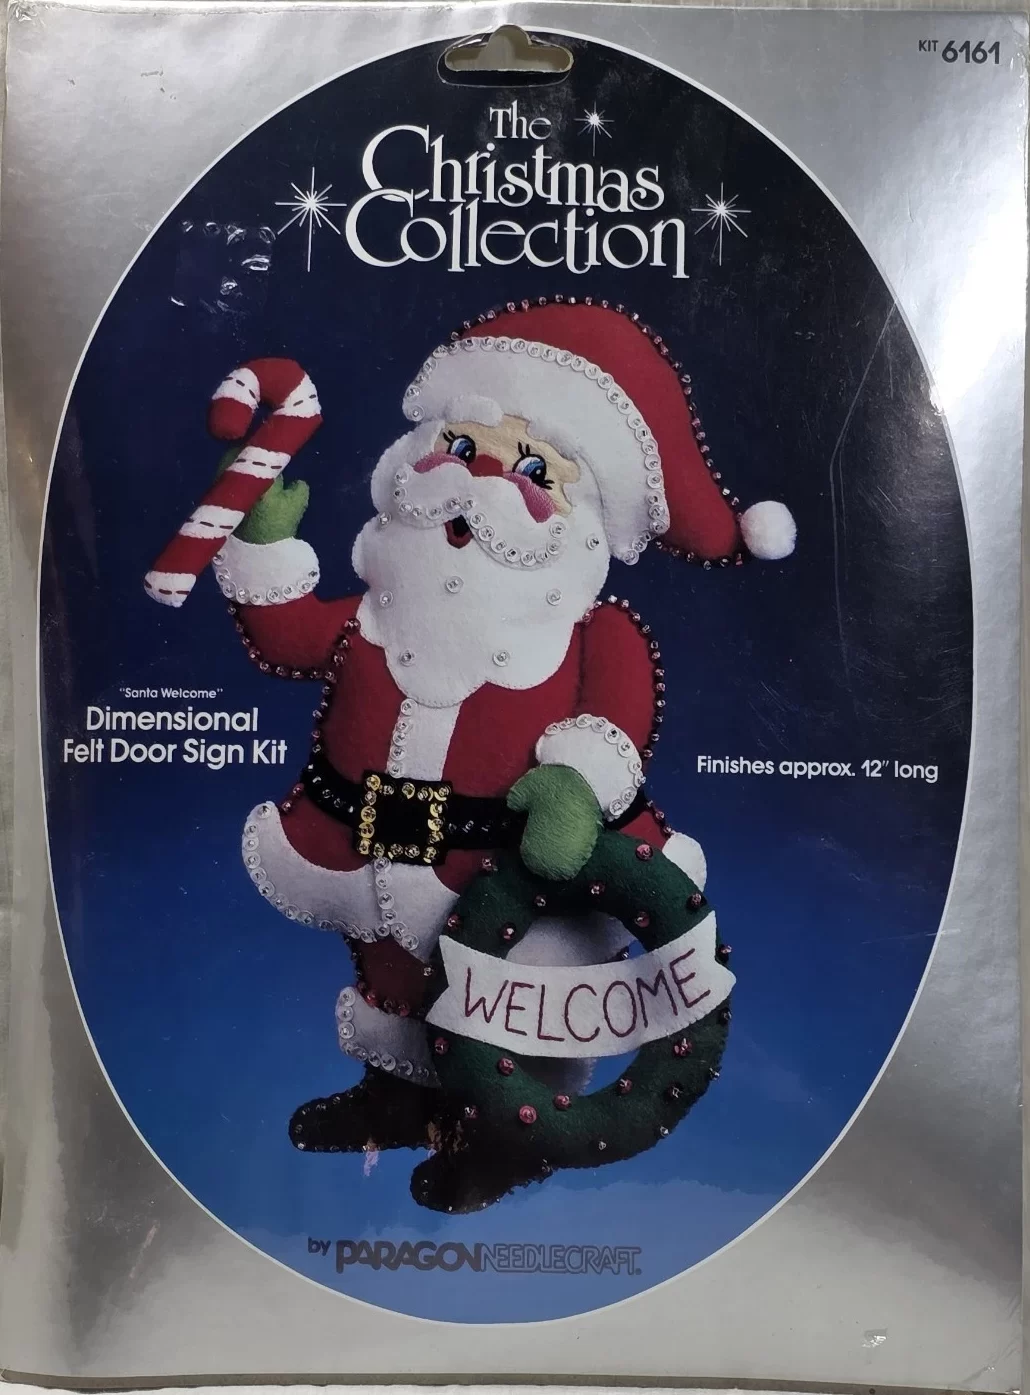 KIT 6161
The
Christmas
Collection
"Santa Welcome"
Dimensional
Felt Door Sign Kit
Finishes approx. 12" long
WELCOME
by PARAGON NEEDLECRAFT.